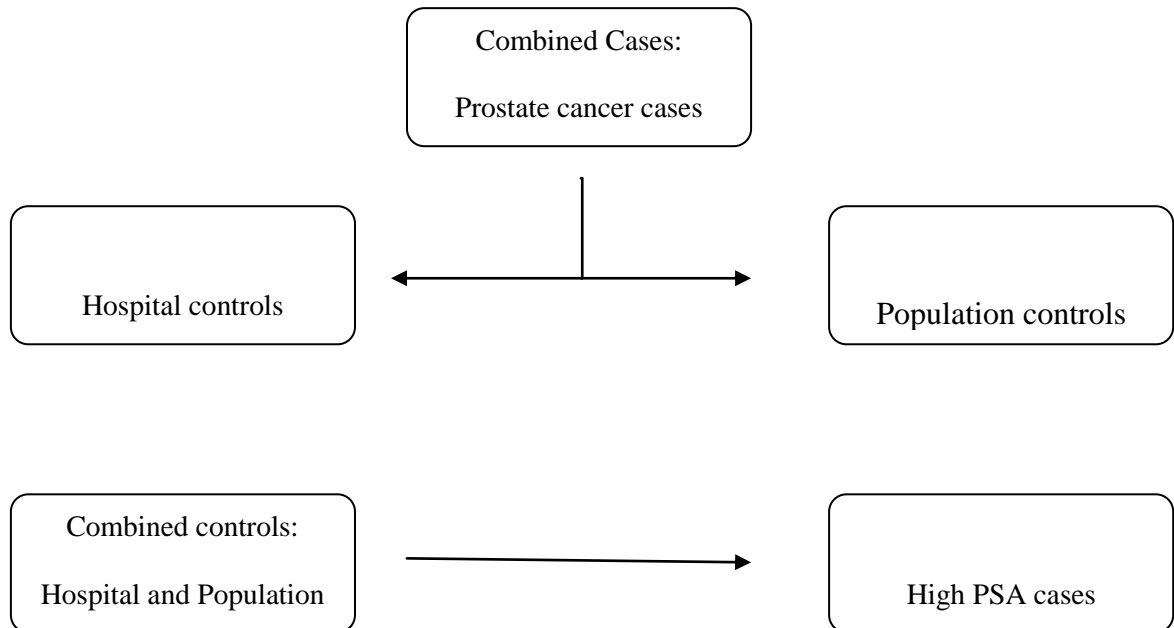 Combined Cases:
Prostate cancer cases
Hospital controls
Population controls
Combined controls:
Hospital and Population
High PSA cases